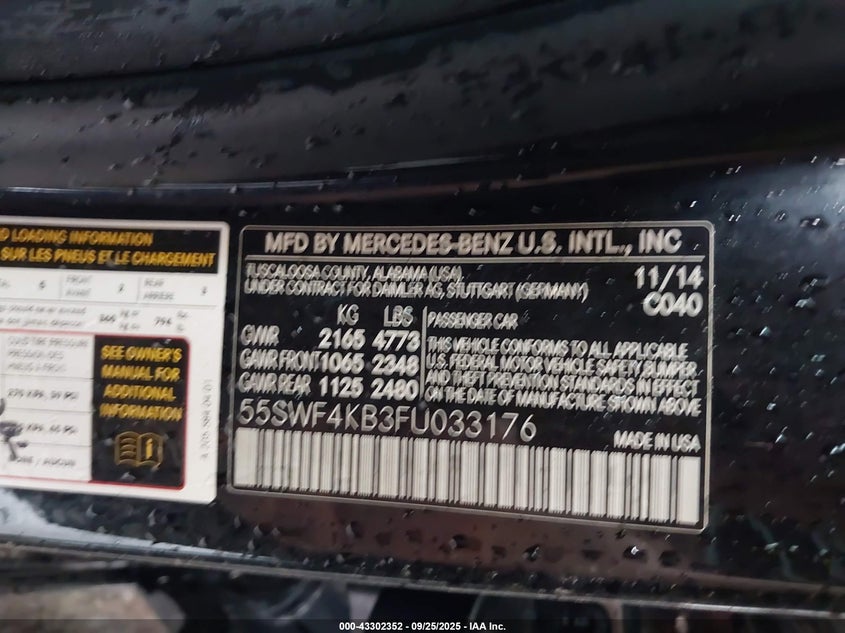 D LOADING INFORMATION
SUR LES PNEUS ET LE CHARGEMENT
SEE OWNER'S
MANUAL FOR
ADDITIONAL
INFORMATION
MFD BY MERCEDES-BENZ U.S. INTL., INC
TUSCALOOSA COUNTY, ALABAMA (USA),
UNDER CONTRACT FOR DAIMLER AG, STUTTGART (GERMANY)
11/14
C040
KG LBS
GVWR 2165 4773
GAWR FRONT 1065 2348
GAWR REAR 1125 2480
PASSENGER CAR
THIS VEHICLE CONFORMS TO ALL APPLICABLE
U.S. FEDERAL MOTOR VEHICLE SAFETY, BUMPER
AND THEFT PREVENTION STANDARDS IN EFFECT
ON THE DATE OF MANUFACTURE SHOWN ABOVE
55SWF4KB3FU033176
MADE IN USA
000-43302352 - 09/25/2025 - IAA Inc.